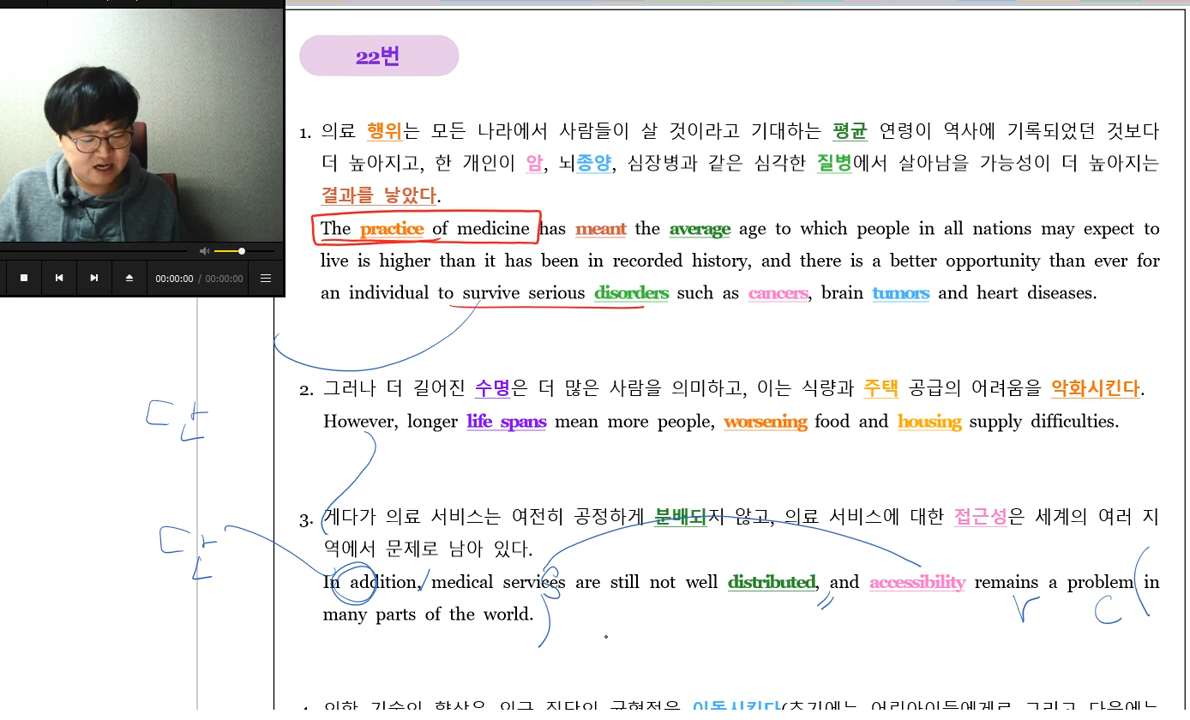 22번
1. 의료 행위는 모든 나라에서 사람들이 살 것이라고 기대하는 평균 연령이 역사에 기록되었던 것보다
더 높아지고, 한 개인이 암, 뇌종양, 심장병과 같은 심각한 질병에서 살아남을 가능성이 더 높아지는
결과를 낳았다.
The practice of medicine has meant the average age to which people in all nations may expect to
live is higher than it has been in recorded history, and there is a better opportunity than ever for
an individual to survive serious disorders such as cancers, brain tumors and heart diseases.
00:00:00 / 00:00:00
2. 그러나 더 길어진 수명은 더 많은 사람을 의미하고, 이는 식량과 주택 공급의 어려움을 악화시킨다.
However, longer life spans mean more people, worsening food and housing supply difficulties.
단
3. 게다가 의료 서비스는 여전히 공정하게 분배되지 않고, 의료 서비스에 대한 접근성은 세계의 여러 지
역에서 문제로 남아 있다.
단
In addition, medical services are still not well distributed, and accessibility remains a problem in
S
v C
many parts of the world.